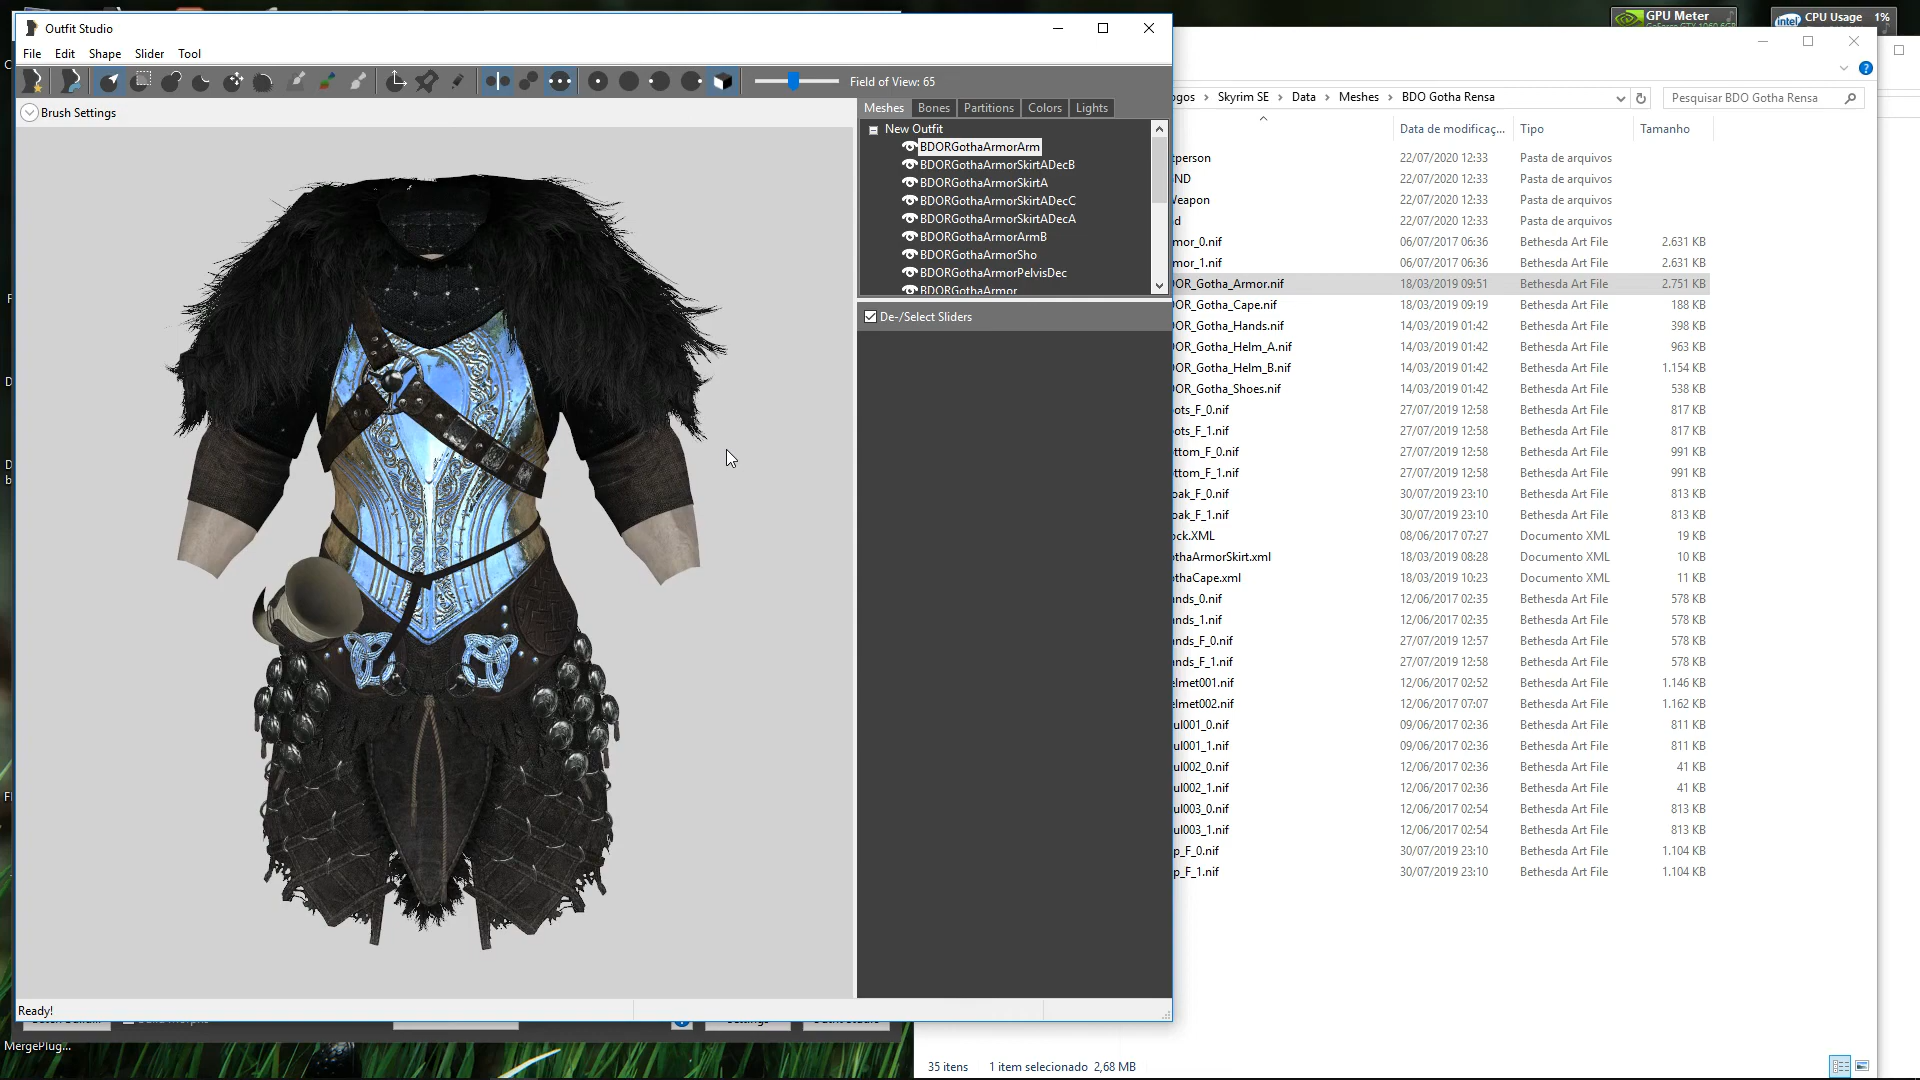 Outfit Studio
File Edit Shape Slider Tool
Field of View: 65
Brush Settings
Meshes Bones Partitions Colors Lights
New Outfit
BDORGothaArmorArm
BDORGothaArmorSkirtADecB
BDORGothaArmorSkirtA
BDORGothaArmorSkirtADecC
BDORGothaArmorSkirtADecA
BDORGothaArmorArmB
BDORGothaArmorSho
BDORGothaArmorPelvisDec
BDORGothaArmor
De-/Select Sliders
Ready!
MergePlug...
GPU Meter
intel CPU Usage 1%
ogos > Skyrim SE > Data > Meshes > BDO Gotha Rensa
Pesquisar BDO Gotha Rensa
Data de modificaç... Tipo Tamanho
tperson 22/07/2020 12:33 Pasta de arquivos
ND 22/07/2020 12:33 Pasta de arquivos
Veapon 22/07/2020 12:33 Pasta de arquivos
d 22/07/2020 12:33 Pasta de arquivos
mor_0.nif 06/07/2017 06:36 Bethesda Art File 2.631 KB
mor_1.nif 06/07/2017 06:36 Bethesda Art File 2.631 KB
OR_Gotha_Armor.nif 18/03/2019 09:51 Bethesda Art File 2.751 KB
OR_Gotha_Cape.nif 18/03/2019 09:19 Bethesda Art File 188 KB
OR_Gotha_Hands.nif 14/03/2019 01:42 Bethesda Art File 398 KB
OR_Gotha_Helm_A.nif 14/03/2019 01:42 Bethesda Art File 963 KB
OR_Gotha_Helm_B.nif 14/03/2019 01:42 Bethesda Art File 1.154 KB
OR_Gotha_Shoes.nif 14/03/2019 01:42 Bethesda Art File 538 KB
ots_F_0.nif 27/07/2019 12:58 Bethesda Art File 817 KB
ots_F_1.nif 27/07/2019 12:58 Bethesda Art File 817 KB
ttom_F_0.nif 27/07/2019 12:58 Bethesda Art File 991 KB
ttom_F_1.nif 27/07/2019 12:58 Bethesda Art File 991 KB
oak_F_0.nif 30/07/2019 23:10 Bethesda Art File 813 KB
oak_F_1.nif 30/07/2019 23:10 Bethesda Art File 813 KB
ock.XML 08/06/2017 07:27 Documento XML 19 KB
othaArmorSkirt.xml 18/03/2019 08:28 Documento XML 10 KB
othaCape.xml 18/03/2019 10:23 Documento XML 11 KB
nds_0.nif 12/06/2017 02:35 Bethesda Art File 578 KB
nds_1.nif 12/06/2017 02:35 Bethesda Art File 578 KB
nds_F_0.nif 27/07/2019 12:57 Bethesda Art File 578 KB
nds_F_1.nif 27/07/2019 12:58 Bethesda Art File 578 KB
elmet001.nif 12/06/2017 02:52 Bethesda Art File 1.146 KB
elmet002.nif 12/06/2017 07:07 Bethesda Art File 1.162 KB
ul001_0.nif 09/06/2017 02:36 Bethesda Art File 811 KB
ul001_1.nif 09/06/2017 02:36 Bethesda Art File 811 KB
ul002_0.nif 12/06/2017 02:36 Bethesda Art File 41 KB
ul002_1.nif 12/06/2017 02:36 Bethesda Art File 41 KB
ul003_0.nif 12/06/2017 02:54 Bethesda Art File 813 KB
ul003_1.nif 12/06/2017 02:54 Bethesda Art File 813 KB
p_F_0.nif 30/07/2019 23:10 Bethesda Art File 1.104 KB
p_F_1.nif 30/07/2019 23:10 Bethesda Art File 1.104 KB
35 itens 1 item selecionado 2,68 MB